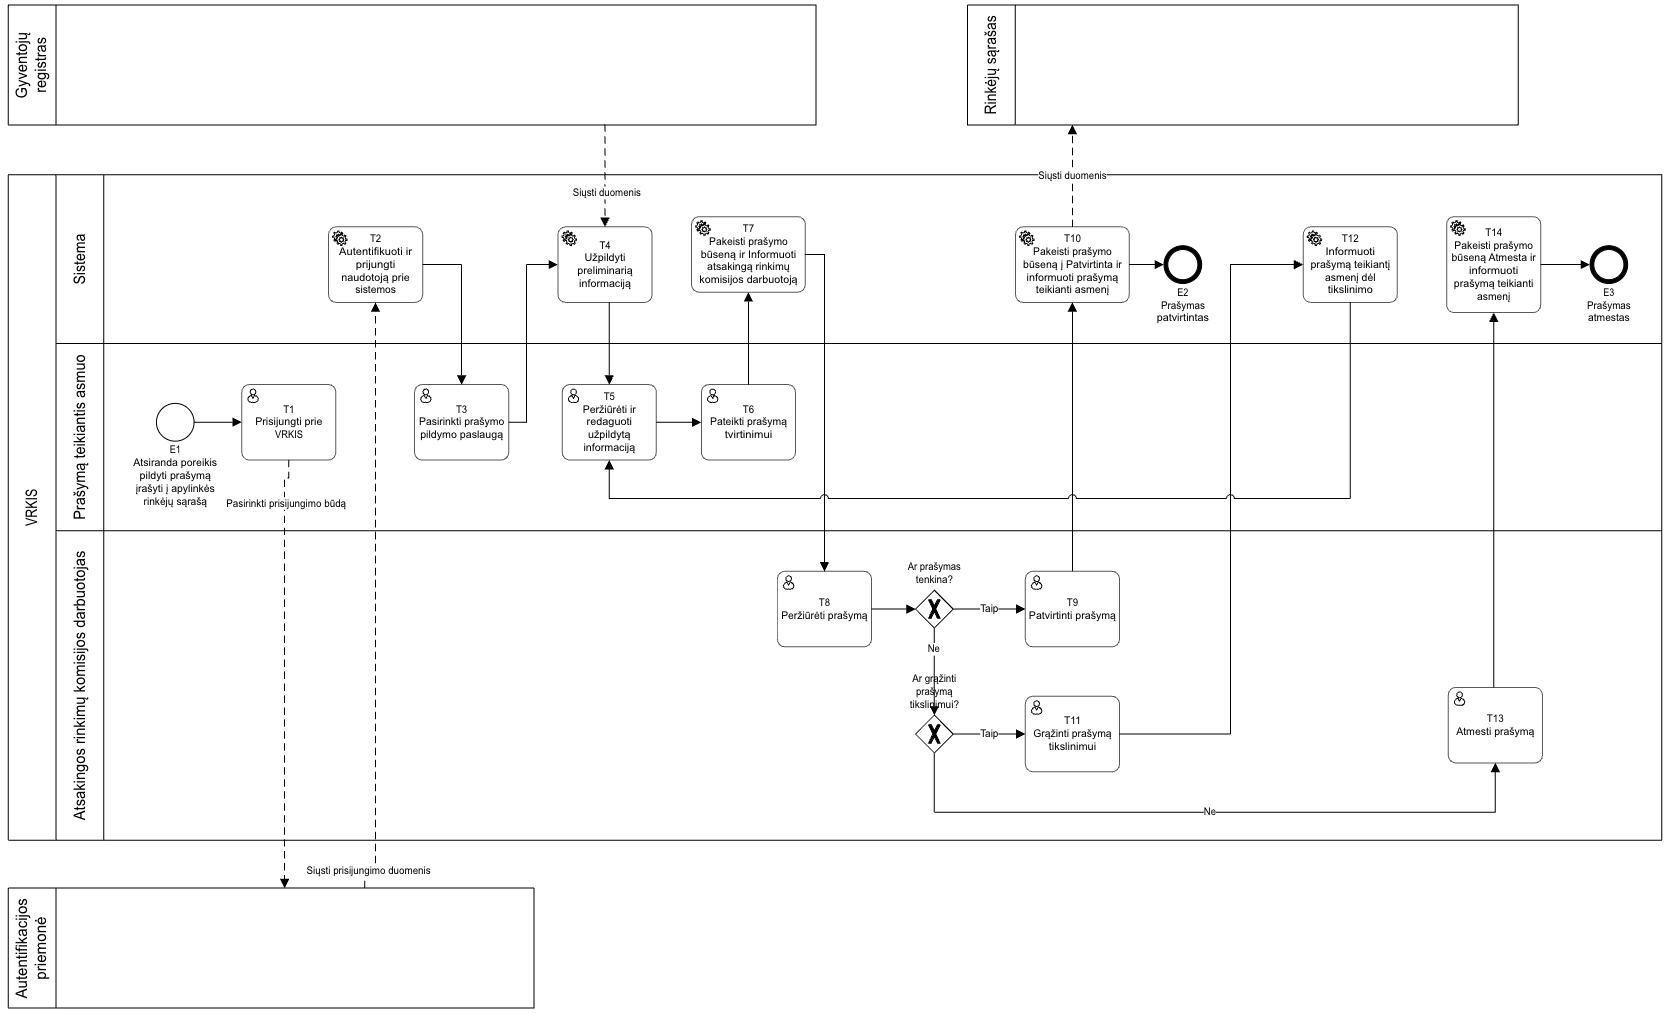 Gyventojų
registras
Rinkėjų sąrašas
Siųsti duomenis
Siųsti duomenis
VRKIS
Sistema
T2
Autentifikuoti ir
prijungti
naudotoją prie
sistemos
T4
Užpildyti
preliminarią
informaciją
T7
Pakeisti prašymo
būseną ir Informuoti
atsakingą rinkimų
komisijos darbuotoją
T10
Pakeisti prašymo
būseną į Patvirtinta ir
informuoti prašymą
teikianti asmenį
E2
Prašymas
patvirtintas
T12
Informuoti
prašymą teikiantį
asmenį dėl
tikslinimo
T14
Pakeisti prašymo
būseną Atmesta ir
informuoti
prašymą teikianti
asmenį
E3
Prašymas
atmestas
Prašymą teikiantis asmuo
E1
Atsiranda poreikis
pildyti prašymą
įrašyti į apylinkės
rinkėjų sąrašą
T1
Prisijungti prie
VRKIS
Pasirinkti prisijungimo būdą
T3
Pasirinkti prašymo
pildymo paslaugą
T5
Peržiūrėti ir
redaguoti
užpildytą
informaciją
T6
Pateikti prašymą
tvirtinimui
Atsakingos rinkimų komisijos darbuotojas
T8
Peržiūrėti prašymą
Ar prašymas
tenkina?
Taip
T9
Patvirtinti prašymą
Ne
Ar grąžinti
prašymą
tikslinimui?
Taip
T11
Grąžinti prašymą
tikslinimui
T13
Atmesti prašymą
Ne
Siųsti prisijungimo duomenis
Autentifikacijos
priemonė